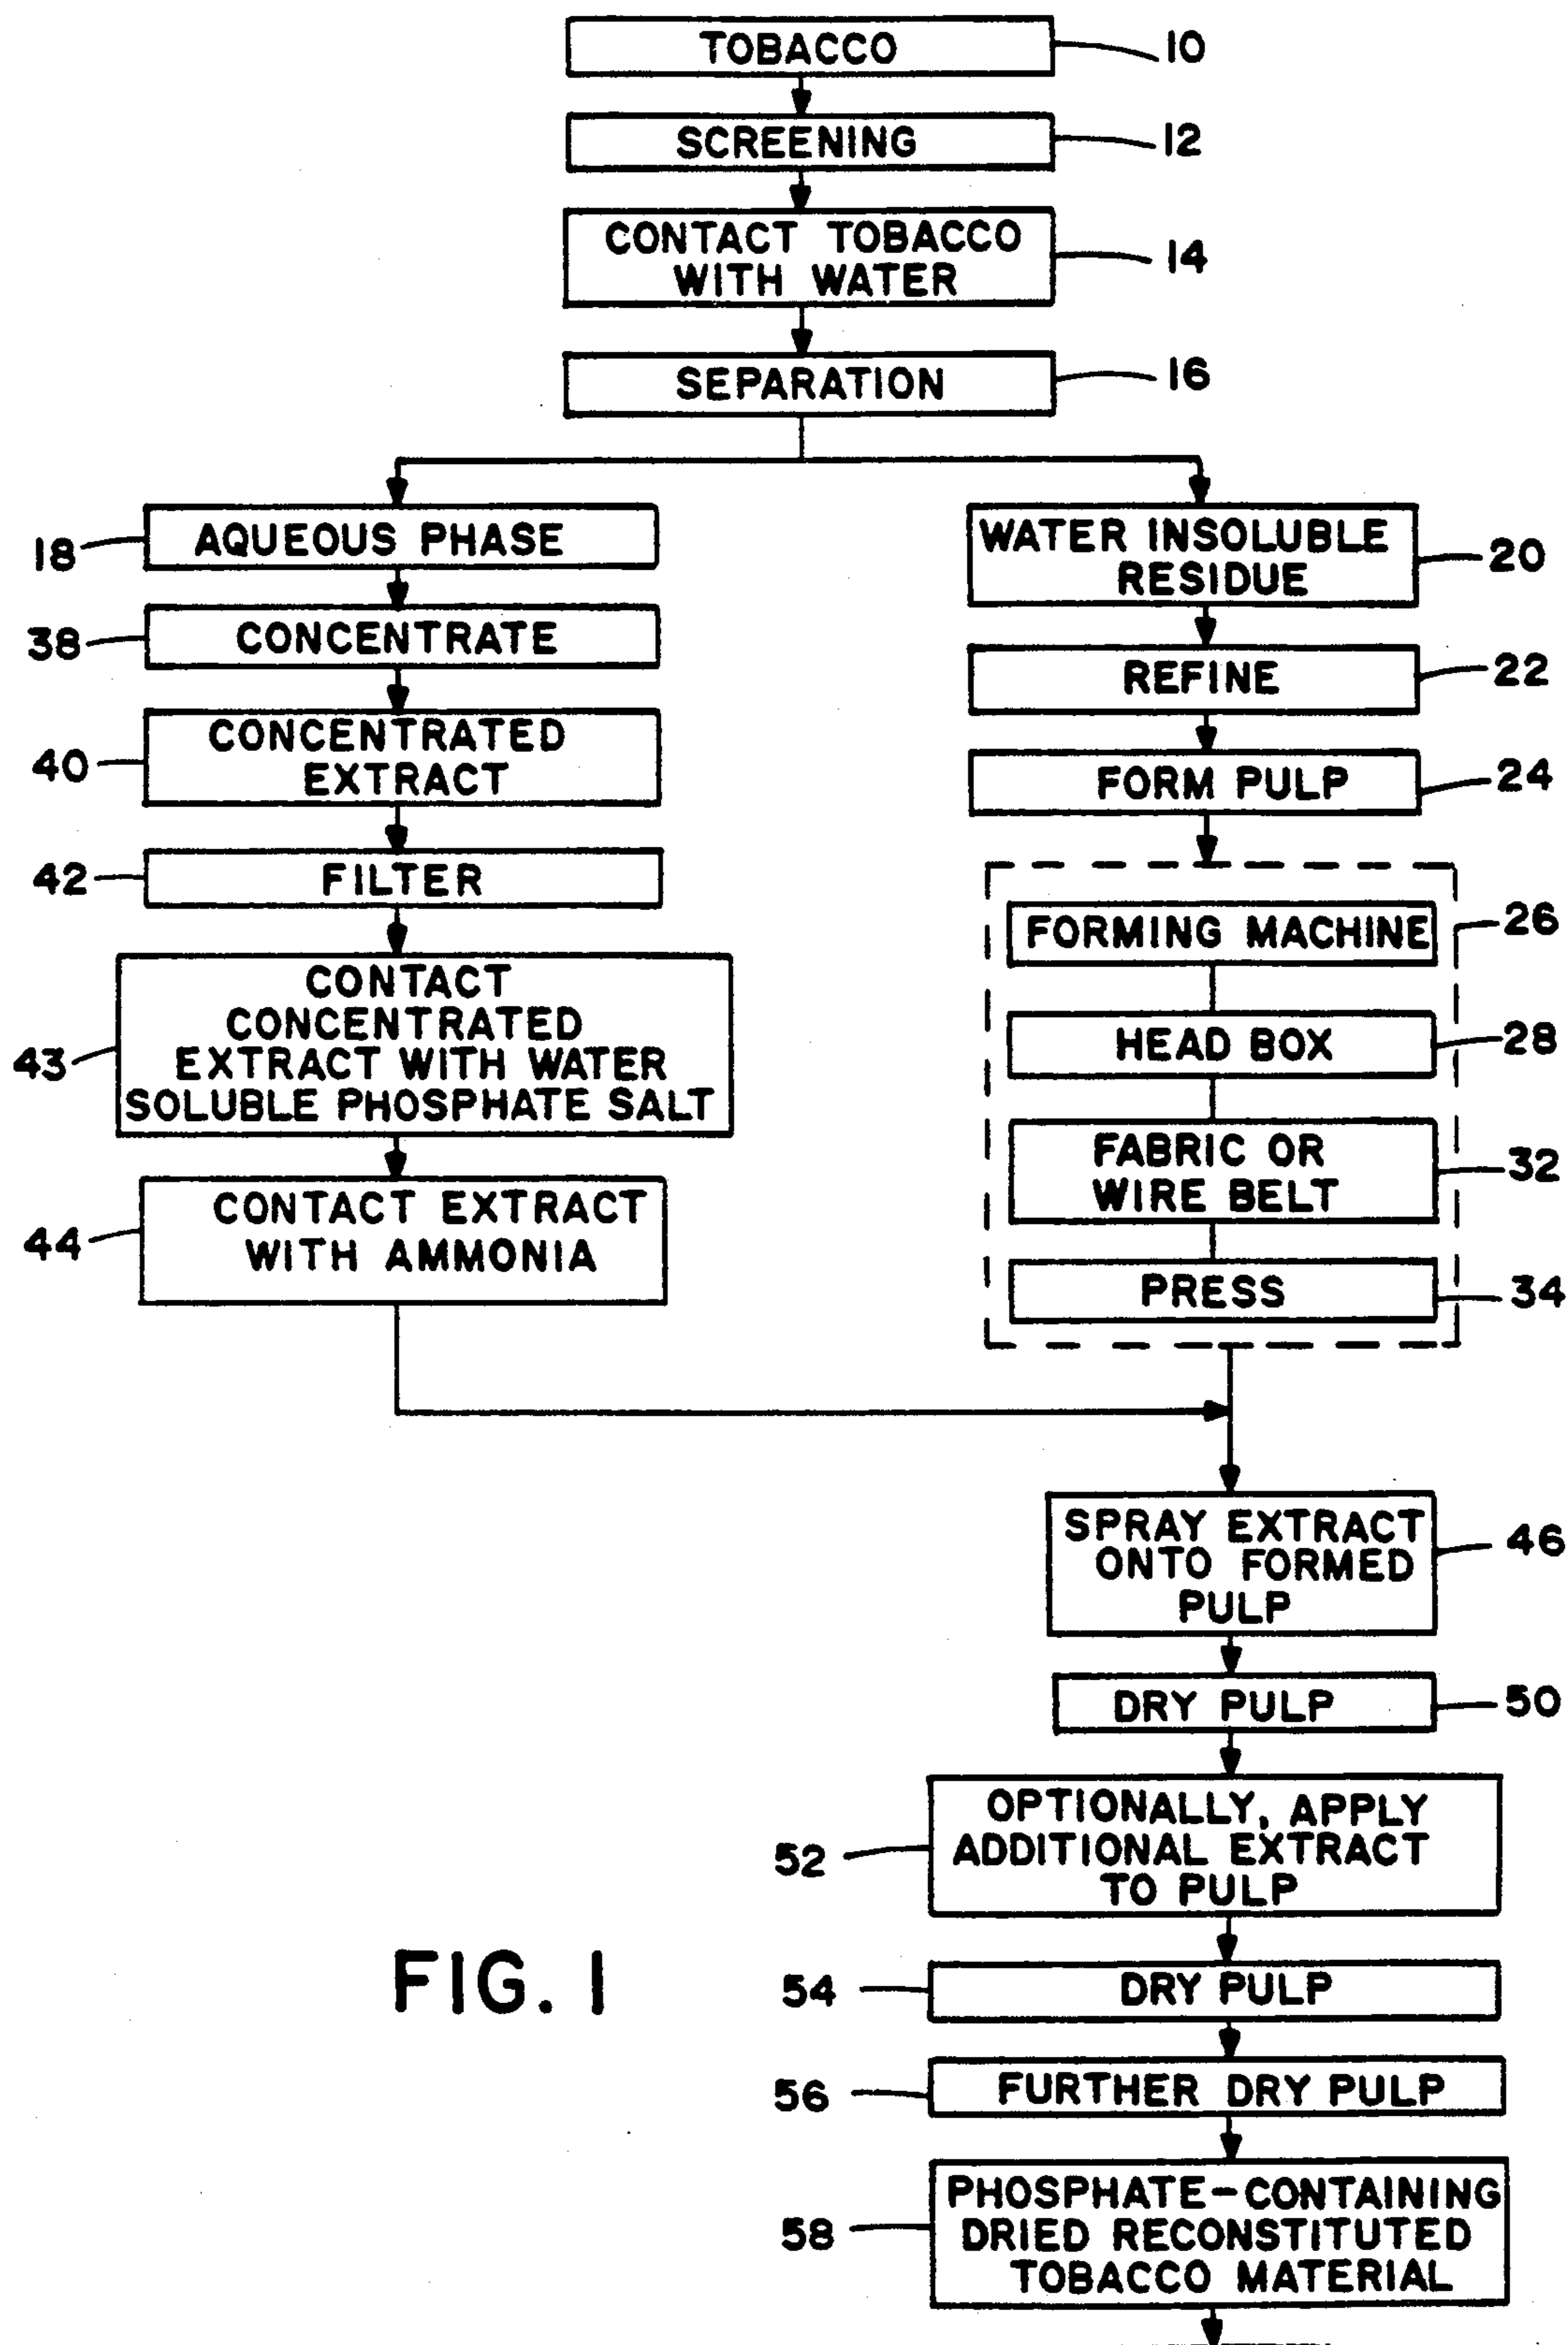 TOBACCO
10
SCREENING
12
CONTACT TOBACCO
WITH WATER
14
SEPARATION
16
18
AQUEOUS PHASE
38
CONCENTRATE
40
CONCENTRATED
EXTRACT
42
FILTER
43
CONTACT
CONCENTRATED
EXTRACT WITH WATER
SOLUBLE PHOSPHATE SALT
44
CONTACT EXTRACT
WITH AMMONIA
WATER INSOLUBLE
RESIDUE
20
REFINE
22
FORM PULP
24
FORMING MACHINE
26
HEAD BOX
28
FABRIC OR
WIRE BELT
32
PRESS
34
SPRAY EXTRACT
ONTO FORMED
PULP
46
DRY PULP
50
OPTIONALLY, APPLY
ADDITIONAL EXTRACT
TO PULP
52
DRY PULP
54
FURTHER DRY PULP
56
PHOSPHATE-CONTAINING
DRIED RECONSTITUTED
TOBACCO MATERIAL
58
FIG. 1